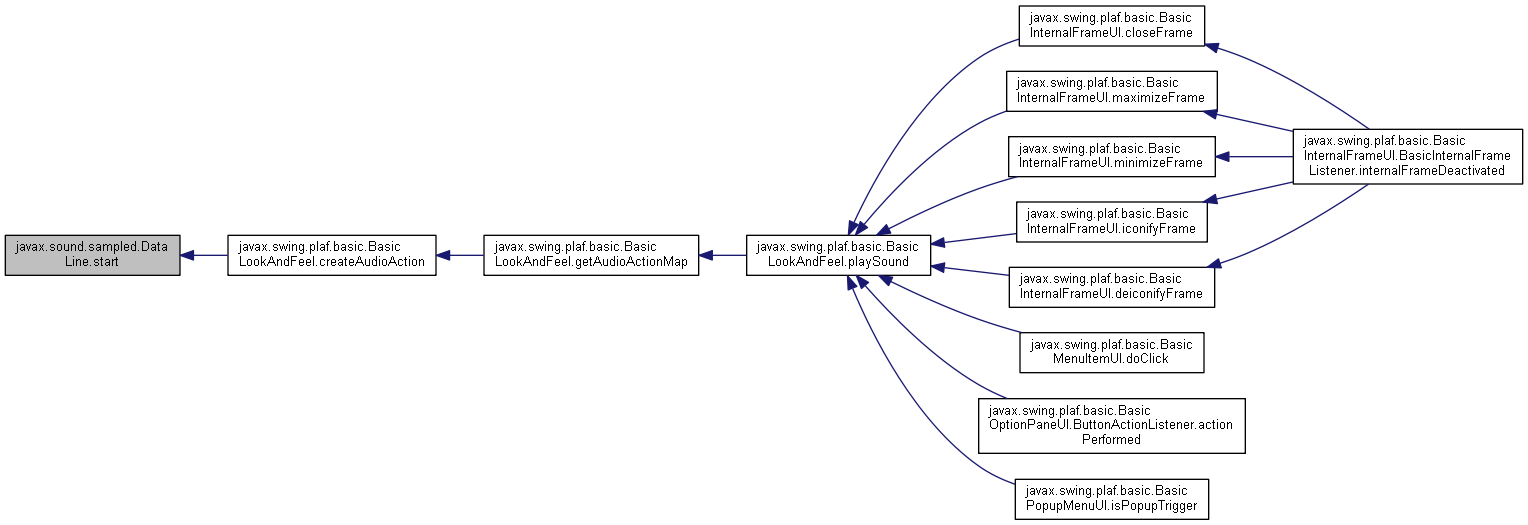 javax.sound.sampled.Data
Line.start
javax.swing.plaf.basic.Basic
LookAndFeel.createAudioAction
javax.swing.plaf.basic.Basic
LookAndFeel.getAudioActionMap
javax.swing.plaf.basic.Basic
LookAndFeel.playSound
javax.swing.plaf.basic.Basic
InternalFrameUI.closeFrame
javax.swing.plaf.basic.Basic
InternalFrameUI.maximizeFrame
javax.swing.plaf.basic.Basic
InternalFrameUI.minimizeFrame
javax.swing.plaf.basic.Basic
InternalFrameUI.iconifyFrame
javax.swing.plaf.basic.Basic
InternalFrameUI.deiconifyFrame
javax.swing.plaf.basic.Basic
MenuItemUI.doClick
javax.swing.plaf.basic.Basic
OptionPaneUI.ButtonActionListener.action
Performed
javax.swing.plaf.basic.Basic
PopupMenuUI.isPopupTrigger
javax.swing.plaf.basic.Basic
InternalFrameUI.BasicInternalFrame
Listener.internalFrameDeactivated